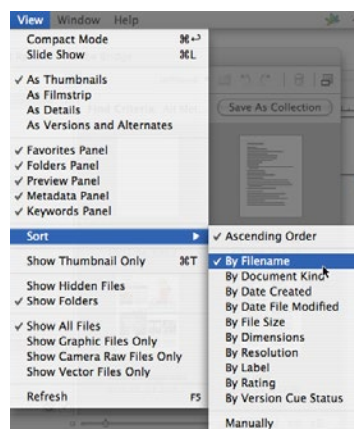 View Window Help
Compact Mode ⌘↩
Slide Show ⌘L
✓ As Thumbnails
As Filmstrip
As Details
As Versions and Alternates
✓ Favorites Panel
✓ Folders Panel
✓ Preview Panel
✓ Metadata Panel
✓ Keywords Panel
Sort ▶
Show Thumbnail Only ⌘T
Show Hidden Files
✓ Show Folders
✓ Show All Files
Show Graphic Files Only
Show Camera Raw Files Only
Show Vector Files Only
Refresh F5
Save As Collection
✓ Ascending Order
✓ By Filename
By Document Kind
By Date Created
By Date File Modified
By File Size
By Dimensions
By Resolution
By Label
By Rating
By Version Cue Status
Manually